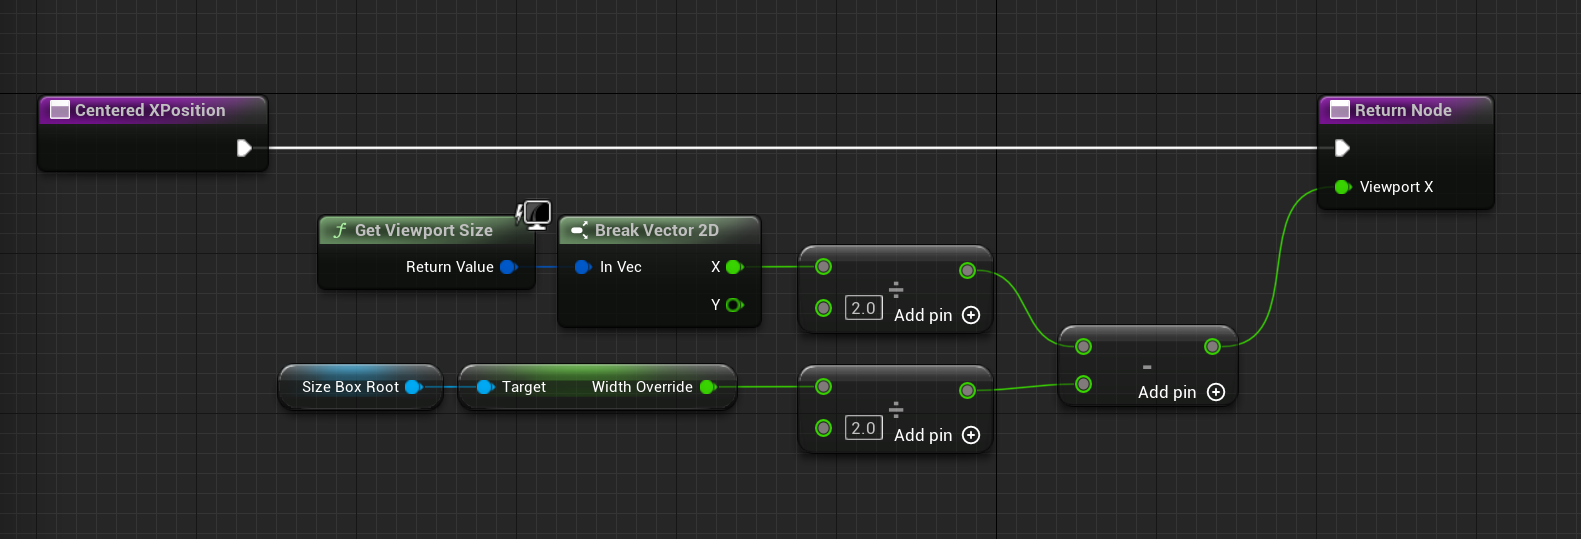 Centered XPosition
Return Node
Viewport X
f Get Viewport Size
Return Value
Break Vector 2D
In Vec X
Y
÷
2.0 Add pin
Size Box Root
Target Width Override
÷
2.0 Add pin
-
Add pin